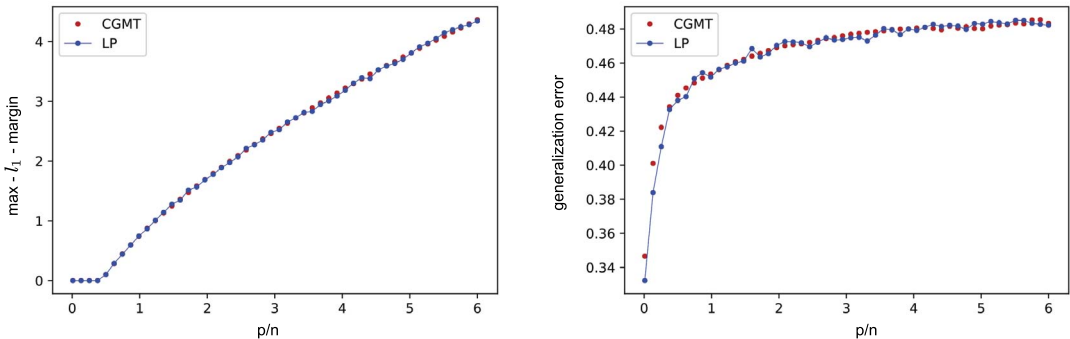 CGMT
LP
4
3
2
1
0
max - l₁ - margin
0 1 2 3 4 5 6
p/n
CGMT
LP
0.48
0.46
0.44
0.42
0.40
0.38
0.36
0.34
generalization error
0 1 2 3 4 5 6
p/n